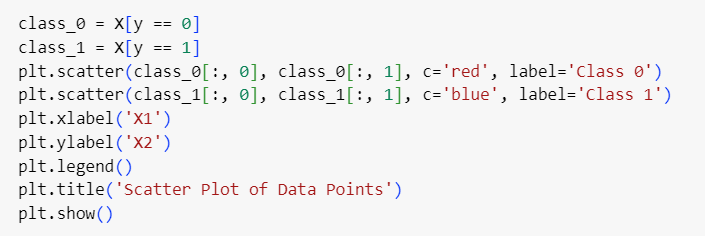 class_0 = X[y == 0]
class_1 = X[y == 1]
plt.scatter(class_0[:, 0], class_0[:, 1], c='red', label='Class 0')
plt.scatter(class_1[:, 0], class_1[:, 1], c='blue', label='Class 1')
plt.xlabel('X1')
plt.ylabel('X2')
plt.legend()
plt.title('Scatter Plot of Data Points')
plt.show()